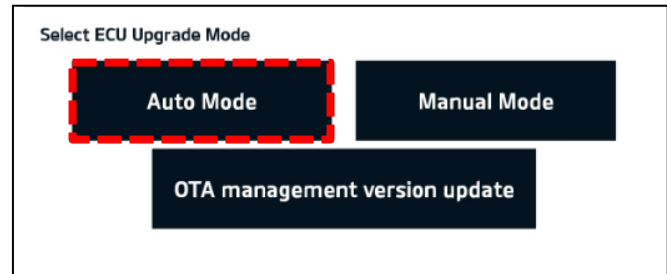 Select ECU Upgrade Mode
Auto Mode
Manual Mode
OTA management version update